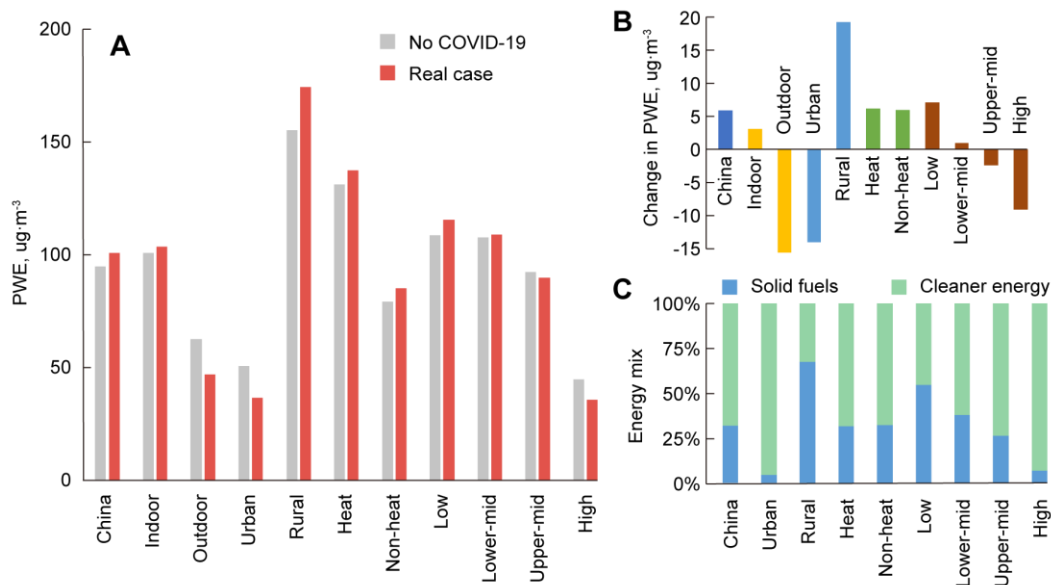 A
No COVID-19
Real case
PWE, ug·m-3
200
150
100
50
0
China
Indoor
Outdoor
Urban
Rural
Heat
Non-heat
Low
Lower-mid
Upper-mid
High
B
Change in PWE, ug·m-3
20
15
10
5
0
-5
-10
-15
China
Indoor
Outdoor
Urban
Rural
Heat
Non-heat
Low
Lower-mid
Upper-mid
High
C
Solid fuels
Cleaner energy
Energy mix
100%
75%
50%
25%
0%
China
Urban
Rural
Heat
Non-heat
Low
Lower-mid
Upper-mid
High